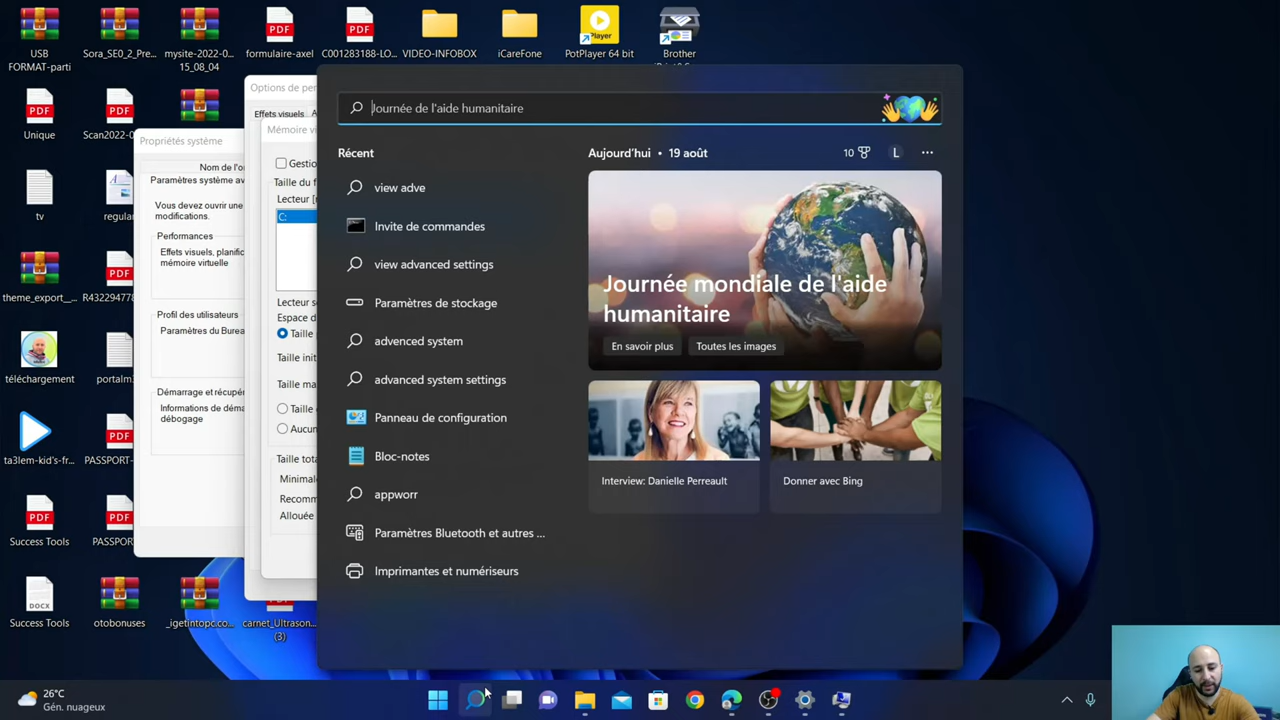 USB
FORMAT-parti
Sora_SE0_2_Pre...
mysite-2022-0...
15_08_04
formulaire-axel
C001283188-LO...
VIDEO-INFOBOX
iCareFone
PotPlayer 64 bit
Brother
Unique
Scan2022-0
tv
regular
theme_export__...
R432294778
téléchargement
portalm
ta3lem-kid's-fr...
PASSPORT-
Success Tools
PASSPO
Success Tools
otobonuses
_igetintopc.co...
carnet_Ultrason...
(3)
Propriétés système
Nom de l'or
Paramètres système av
Vous devez ouvrir une
modifications.
Performances
Effets visuels, planific
mémoire virtuelle
Profil des utilisateurs
Paramètres du Burea
Démarrage et récupé
Informations de déma
débogage
Options de per
Effets visuels
Mémoire vi
Gestio
Taille du f
Lecteur [n
C:
Lecteur s
Espace d
Taille
Taille init
Taille ma
Taille
Aucun
Taille tota
Minimale
Recomm
Allouée
Journée de l'aide humanitaire
Récent
view adve
Invite de commandes
view advanced settings
Paramètres de stockage
advenced system
advanced system settings
Panneau de configuration
Bloc-notes
appworr
Paramètres Bluetooth et autres ...
Imprimantes et numériseurs
Aujourd'hui • 19 août
10
L
...
Journée mondiale de l'aide
humanitaire
En savoir plus
Toutes les images
Interview: Danielle Perreault
Donner avec Bing
26°C
Gén. nuageux